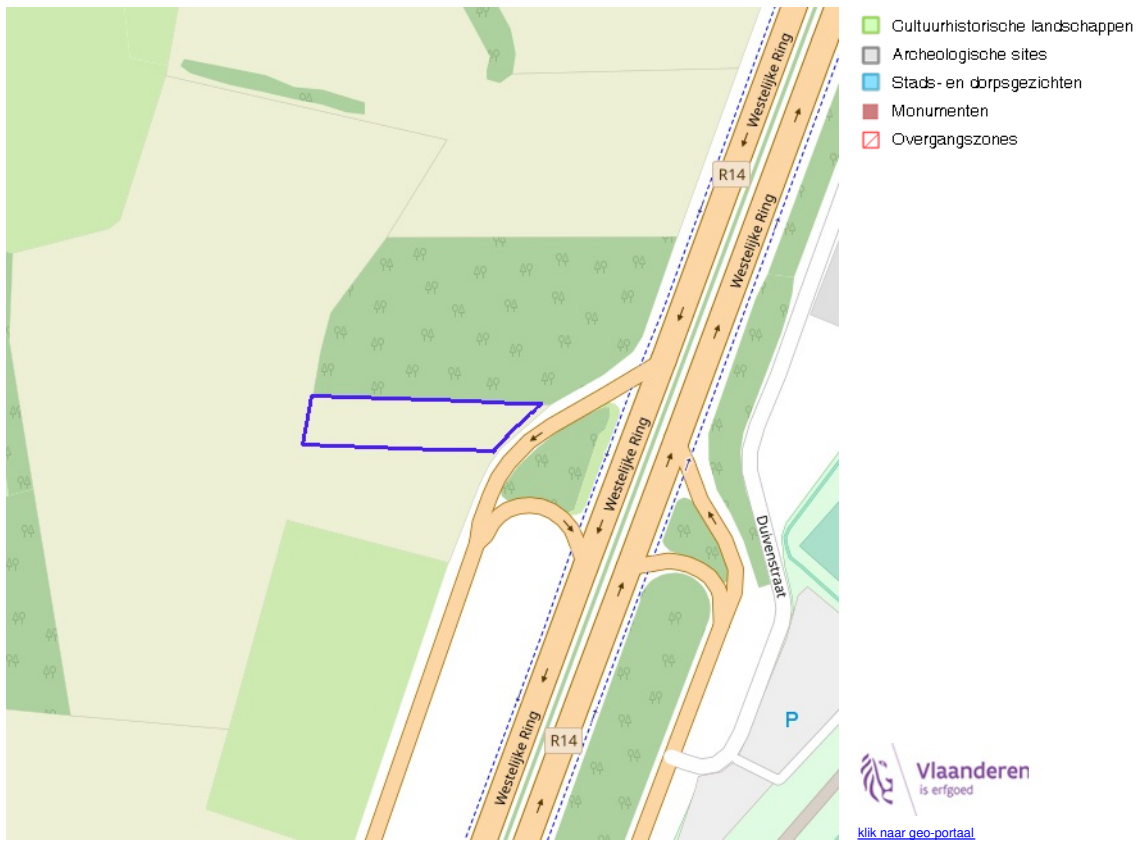 Westelijke Ring
R14
Westelijke Ring
Westelijke Ring
Duivenstraat
P
R14
Westelijke Ring
Cultuurhistorische landschappen
Archeologische sites
Stads- en dorpsgezichten
Monumenten
Overgangszones
Vlaanderen
is erfgoed
klik naar geo-portaal